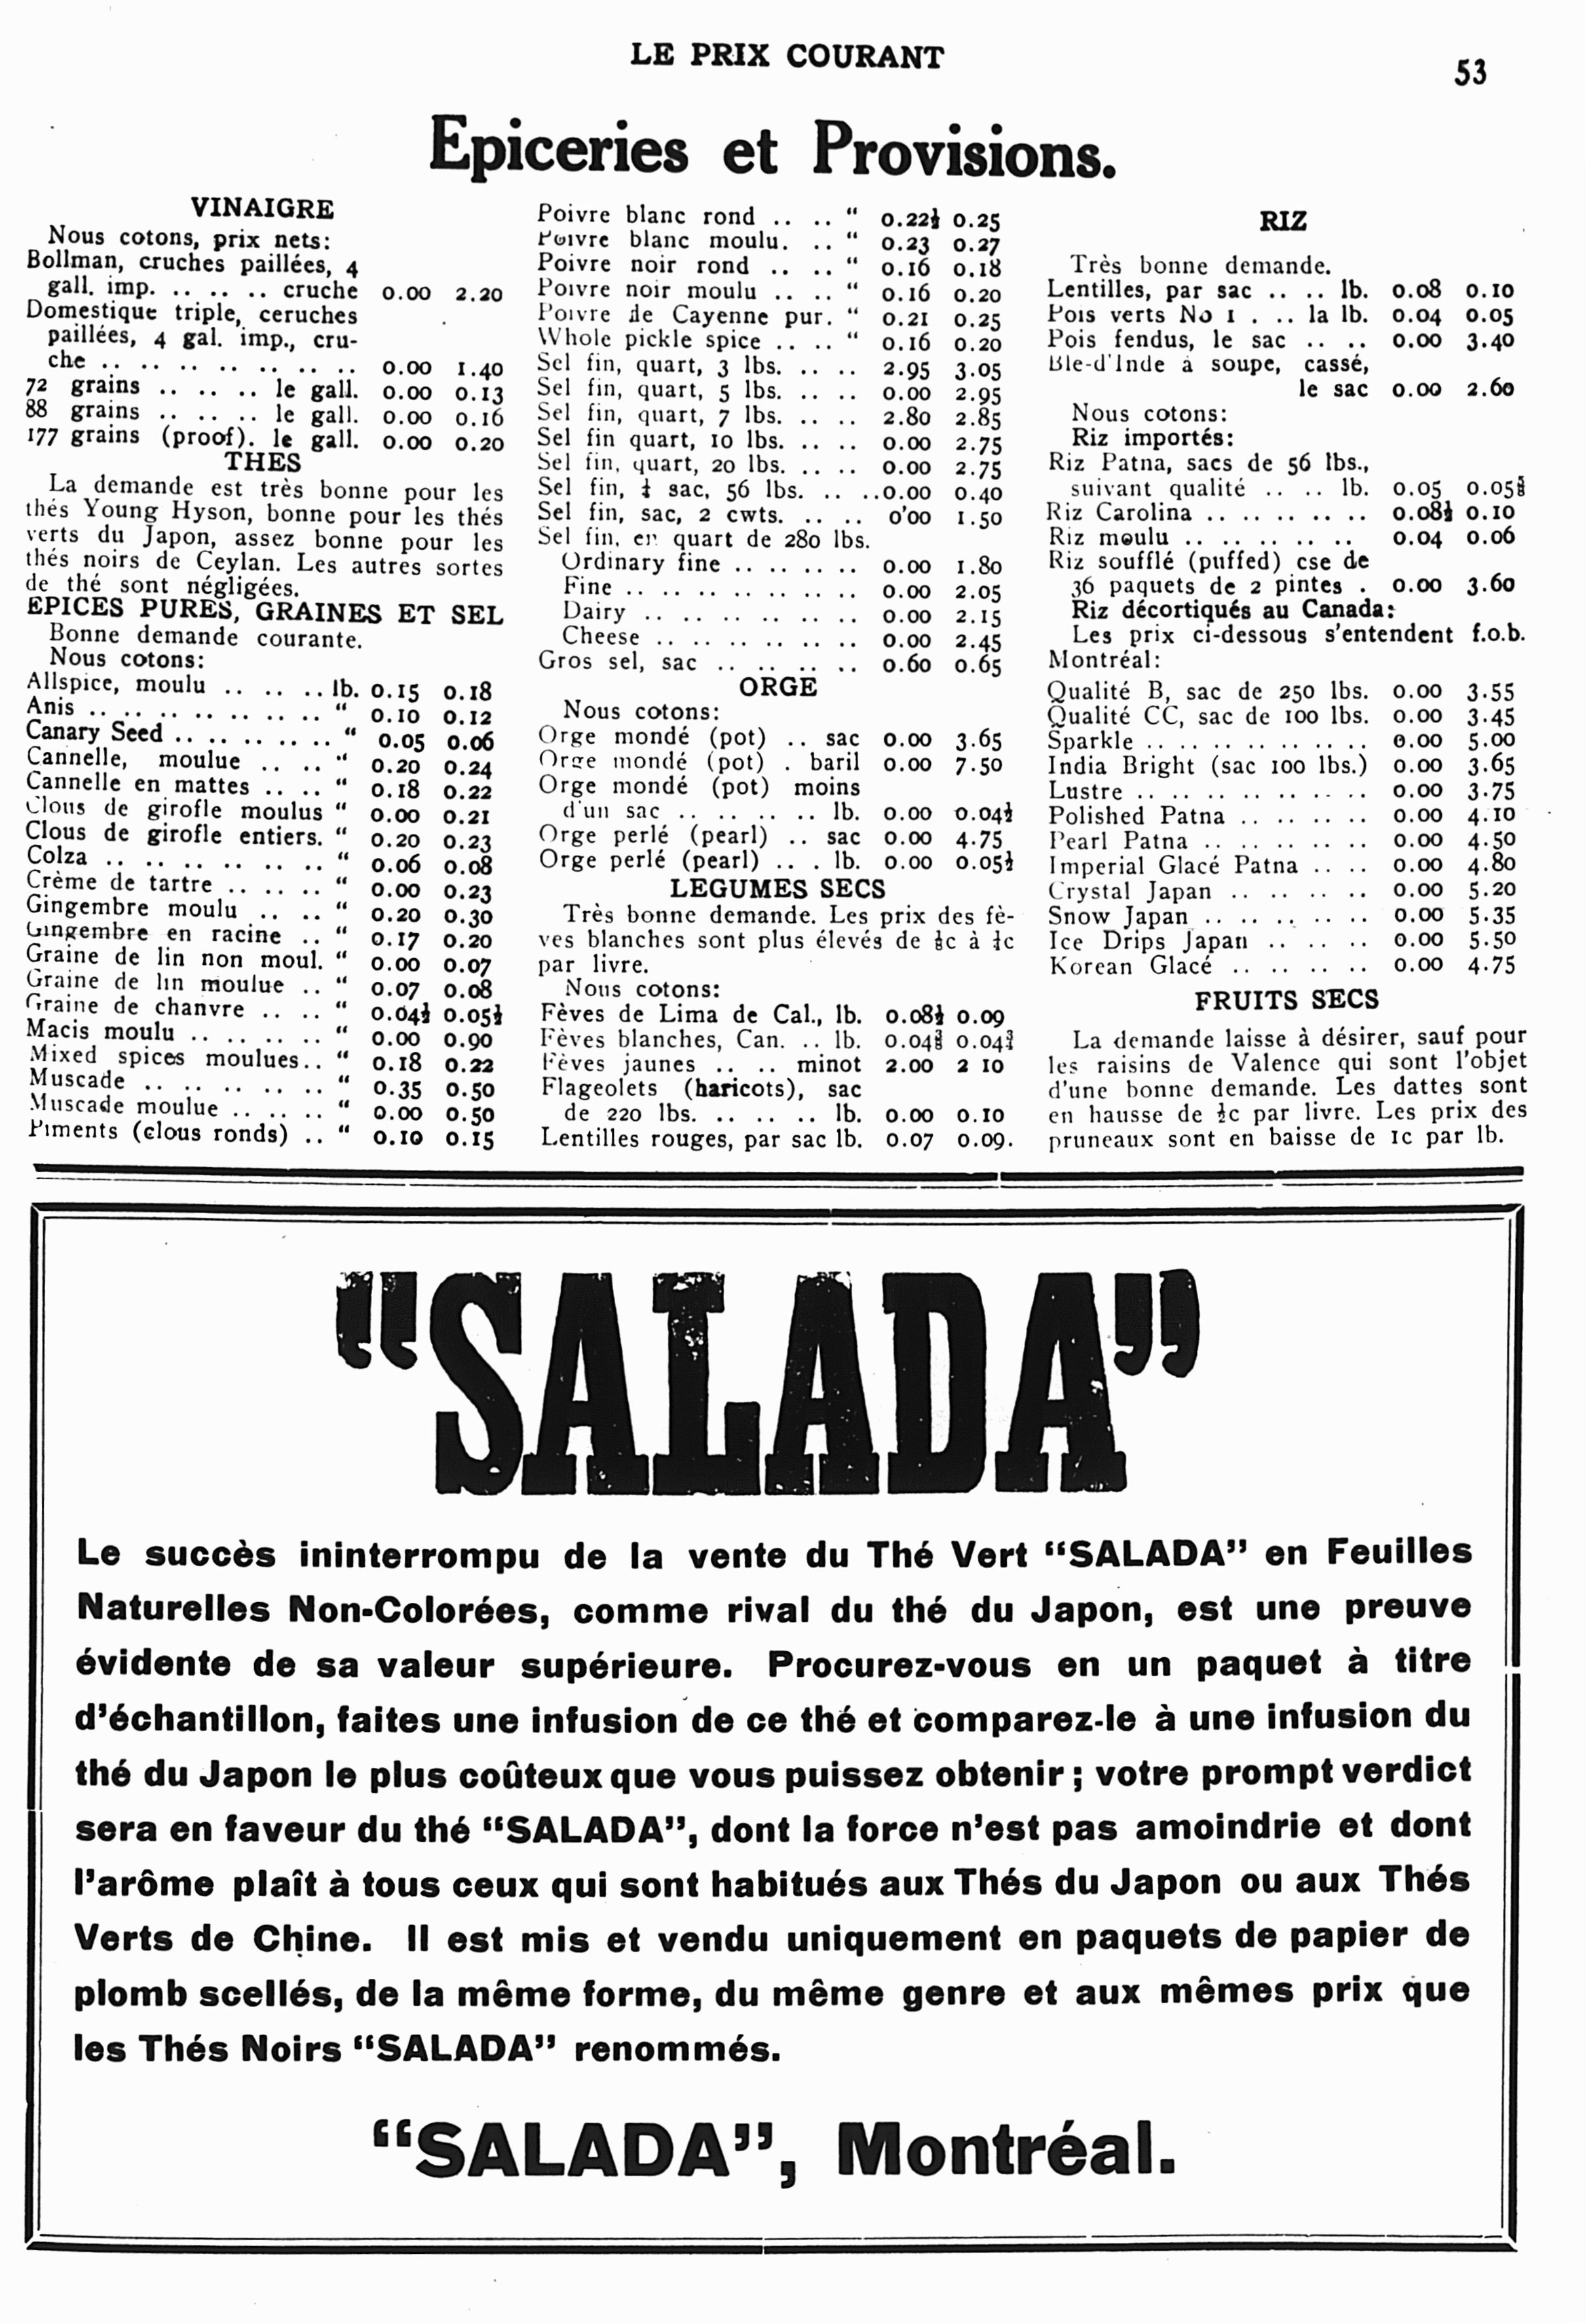 LE PRIX COURANT
53
Epiceries et Provisions.
VINAIGRE
Nous cotons, prix nets:
Bollman, cruches paillées, 4
gall. imp. .. .. .. cruche 0.00 2.20
Domestique triple, ceruches
paillées, 4 gal. imp., cru-
che .. .. .. .. .. .. .. .. 0.00 1.40
72 grains .. .. .. le gall. 0.00 0.13
88 grains .. .. .. le gall. 0.00 0.16
177 grains (proof). le gall. 0.00 0.20
THES
La demande est très bonne pour les
thés Young Hyson, bonne pour les thés
verts du Japon, assez bonne pour les
thés noirs de Ceylan. Les autres sortes
de thé sont négligées.
EPICES PURES, GRAINES ET SEL
Bonne demande courante.
Nous cotons:
Allspice, moulu .. .. .. lb. 0.15 0.18
Anis .. .. .. .. .. .. .. .. " 0.10 0.12
Canary Seed .. .. .. .. .. " 0.05 0.06
Cannelle, moulue .. .. .. " 0.20 0.24
Cannelle en mattes .. .. " 0.18 0.22
Clous de girofle moulus " 0.00 0.21
Clous de girofle entiers. " 0.20 0.23
Colza .. .. .. .. .. .. .. " 0.06 0.08
Crème de tartre .. .. .. " 0.00 0.23
Gingembre moulu .. .. " 0.20 0.30
Gingembre en racine .. " 0.17 0.20
Graine de lin non moul. " 0.00 0.07
Graine de lin moulue .. " 0.07 0.08
Graine de chanvre .. .. " 0.04½ 0.05½
Macis moulu .. .. .. .. " 0.00 0.90
Mixed spices moulues.. " 0.18 0.22
Muscade .. .. .. .. .. " 0.35 0.50
Muscade moulue .. .. .. " 0.00 0.50
Piments (clous ronds) .. " 0.10 0.15
Poivre blanc rond .. .. " 0.22½ 0.25
Poivre blanc moulu. .. " 0.23 0.27
Poivre noir rond .. .. " 0.16 0.18
Poivre noir moulu .. .. " 0.16 0.20
Poivre de Cayenne pur. " 0.21 0.25
Whole pickle spice .. .. " 0.16 0.20
Sel fin, quart, 3 lbs. .. .. 2.95 3.05
Sel fin, quart, 5 lbs. .. .. 0.00 2.95
Sel fin, quart, 7 lbs. .. .. 2.80 2.85
Sel fin quart, 10 lbs. .. .. 0.00 2.75
Sel fin, quart, 20 lbs. .. .. 0.00 2.75
Sel fin, sac, 56 lbs. .. ..0.00 0.40
Sel fin, sac, 2 cwts. .. .. 0'00 1.50
Sel fin, en quart de 280 lbs.
Ordinary fine .. .. .. .. 0.00 1.80
Fine .. .. .. .. .. .. .. 0.00 2.05
Dairy .. .. .. .. .. .. 0.00 2.15
Cheese .. .. .. .. .. .. 0.00 2.45
Gros sel, sac .. .. .. .. .. 0.60 0.65
ORGE
Nous cotons:
Orge mondé (pot) .. sac 0.00 3.65
Orge mondé (pot) . baril 0.00 7.50
Orge mondé (pot) moins
d'un sac .. .. .. .. lb. 0.00 0.04½
Orge perlé (pearl) .. sac 0.00 4.75
Orge perlé (pearl) .. . lb. 0.00 0.05½
LEGUMES SECS
Très bonne demande. Les prix des fè-
ves blanches sont plus élevés de à
par livre.
Nous cotons:
Fèves de Lima de Cal., lb. 0.08½ 0.09
Fèves blanches, Can. .. lb.
Fèves jaunes .. .. minot 2.00 2 10
Flageolets (haricots), sac
de 220 lbs. .. .. .. lb. 0.00 0.10
Lentilles rouges, par sac lb. 0.07 0.09.
RIZ
Très bonne demande.
Lentilles, par sac .. .. lb. 0.08 0.10
Pois verts No 1 . .. la lb. 0.04 0.05
Pois fendus, le sac .. .. 0.00 3.40
Blé-d'Inde à soupe, cassé,
le sac 0.00 2.60
Nous cotons:
Riz importés:
Riz Patna, sacs de 56 lbs.,
suivant qualité .. .. lb. 0.05
Riz Carolina .. .. .. .. .. 0.08½ 0.10
Riz moulu .. .. .. .. .. .. 0.04 0.06
Riz soufflé (puffed) cse de
36 paquets de 2 pintes . 0.00 3.60
Riz décortiqués au Canada:
Les prix ci-dessous s'entendent f.o.b.
Montréal:
Qualité B, sac de 250 lbs. 0.00 3.55
Qualité CC, sac de 100 lbs. 0.00 3.45
Sparkle .. .. .. .. .. .. .. 0.00 5.00
India Bright (sac 100 lbs.) 0.00 3.65
Lustre .. .. .. .. .. .. .. 0.00 3.75
Polished Patna .. .. .. .. 0.00 4.10
Pearl Patna .. .. .. .. .. 0.00 4.50
Imperial Glacé Patna .. .. 0.00 4.80
Crystal Japan .. .. .. .. 0.00 5.20
Snow Japan .. .. .. .. .. 0.00 5.35
Ice Drips Japan .. .. .. 0.00 5.50
Korean Glacé .. .. .. .. 0.00 4.75
FRUITS SECS
La demande laisse à désirer, sauf pour
les raisins de Valence qui sont l'objet
d'une bonne demande. Les dattes sont
en hausse de ½c par livre. Les prix des
pruneaux sont en baisse de 1c par lb.
"SALADA"
Le succès ininterrompu de la vente du Thé Vert "SALADA" en Feuilles
Naturelles Non-Colorées, comme rival du thé du Japon, est une preuve
évidente de sa valeur supérieure. Procurez-vous en un paquet à titre
d'échantillon, faites une infusion de ce thé et comparez-le à une infusion du
thé du Japon le plus coûteux que vous puissez obtenir ; votre prompt verdict
sera en faveur du thé "SALADA", dont la force n'est pas amoindrie et dont
l'arôme plaît à tous ceux qui sont habitués aux Thés du Japon ou aux Thés
Verts de Chine. Il est mis et vendu uniquement en paquets de papier de
plomb scellés, de la même forme, du même genre et aux mêmes prix que
les Thés Noirs "SALADA" renommés.
"SALADA", Montréal.